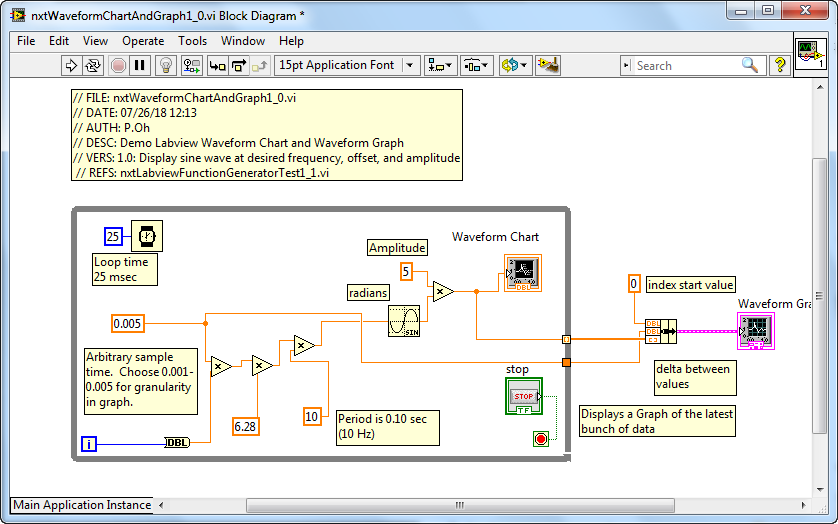 nxtWaveformChartAndGraph1_0.vi Block Diagram *
File Edit View Operate Tools Window Help
15pt Application Font
Search
?
1
// FILE: nxtWaveformChartAndGraph1_0.vi
// DATE: 07/26/18 12:13
// AUTH: P.Oh
// DESC: Demo Labview Waveform Chart and Waveform Graph
// VERS: 1.0: Display sine wave at desired frequency, offset, and amplitude
// REFS: nxtLabviewFunctionGeneratorTest1_1.vi
25
Loop time
25 msec
Amplitude
5
Waveform Chart
DBL
radians
SIN
0.005
Arbitrary sample
time. Choose 0.001-
0.005 for granularity
in graph.
6.28
10
Period is 0.10 sec
(10 Hz)
i
DBL
stop
STOP
TF
0
index start value
Waveform Gra
DBL
DBL
delta between
values
Displays a Graph of the latest
bunch of data
Main Application Instance